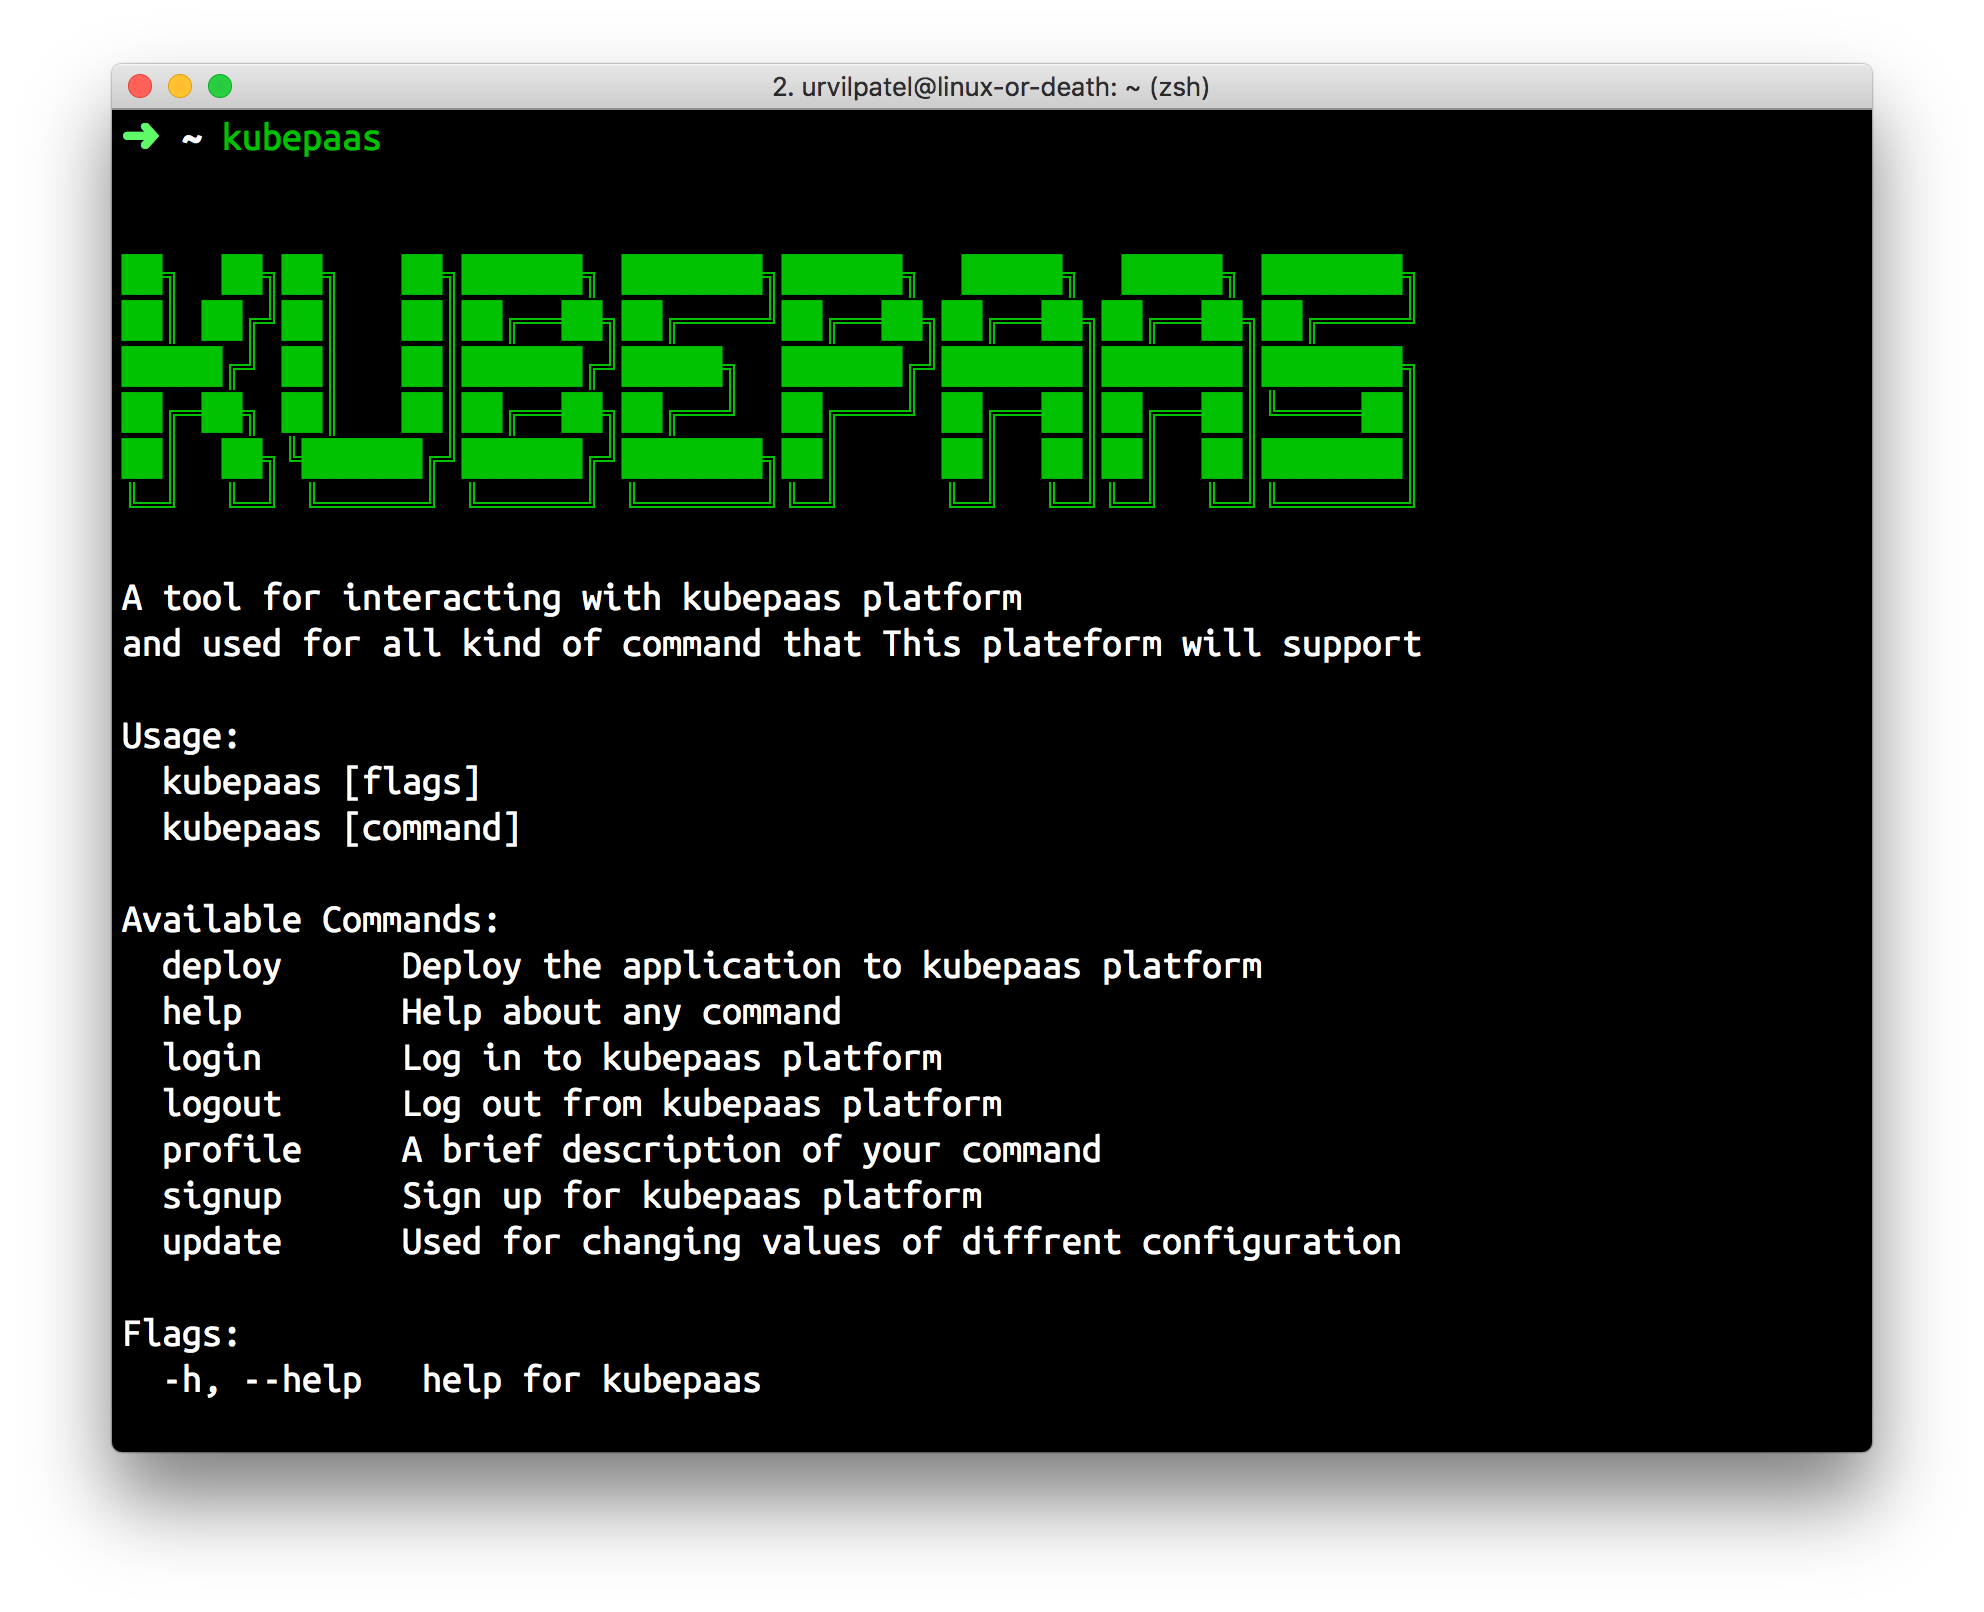 2. urvilpatel@linux-or-death: ~ (zsh)
➜ ~ kubepaas
KUBEPAAS
A tool for interacting with kubepaas platform
and used for all kind of command that This plateform will support
Usage:
kubepaas [flags]
kubepaas [command]
Available Commands:
deploy Deploy the application to kubepaas platform
help Help about any command
login Log in to kubepaas platform
logout Log out from kubepaas platform
profile A brief description of your command
signup Sign up for kubepaas platform
update Used for changing values of diffrent configuration
Flags:
-h, --help help for kubepaas